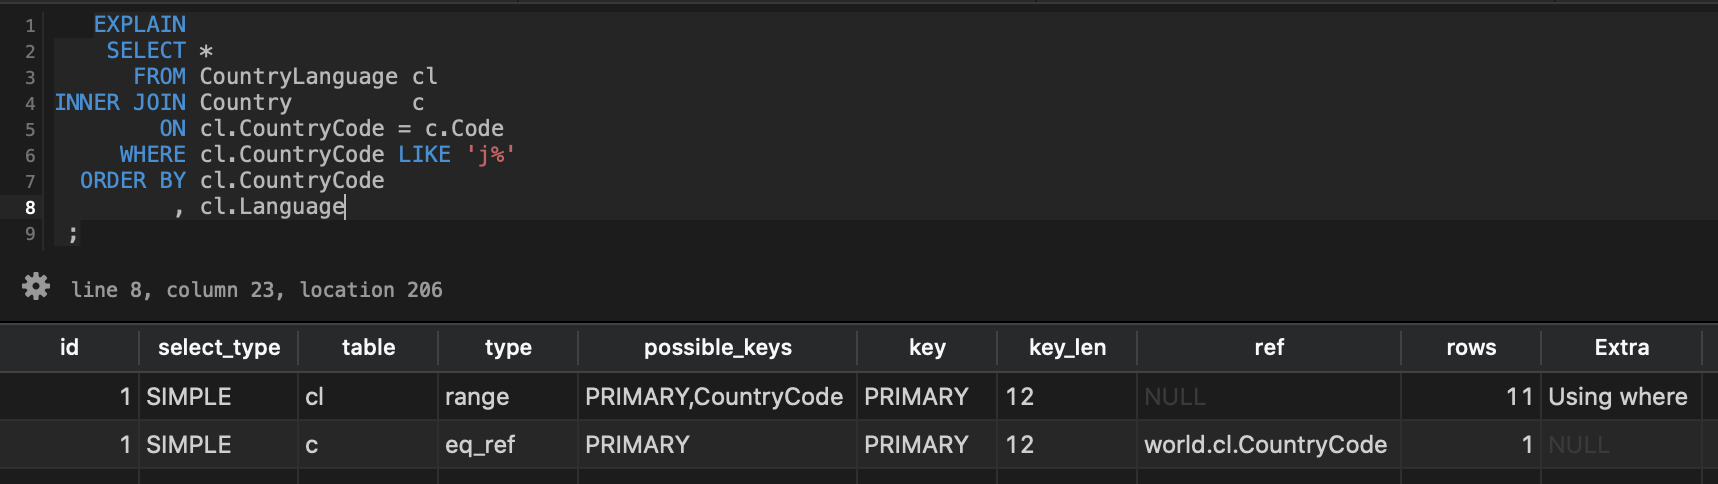 1 EXPLAIN
2 SELECT *
3 FROM CountryLanguage cl
4 INNER JOIN Country c
5 ON cl.CountryCode = c.Code
6 WHERE cl.CountryCode LIKE 'j%'
7 ORDER BY cl.CountryCode
8 , cl.Language
9 ;
line 8, column 23, location 206
id select_type table type possible_keys key key_len ref rows Extra
1 SIMPLE cl range PRIMARY,CountryCode PRIMARY 12 NULL 11 Using where
1 SIMPLE c eq_ref PRIMARY PRIMARY 12 world.cl.CountryCode 1 NULL